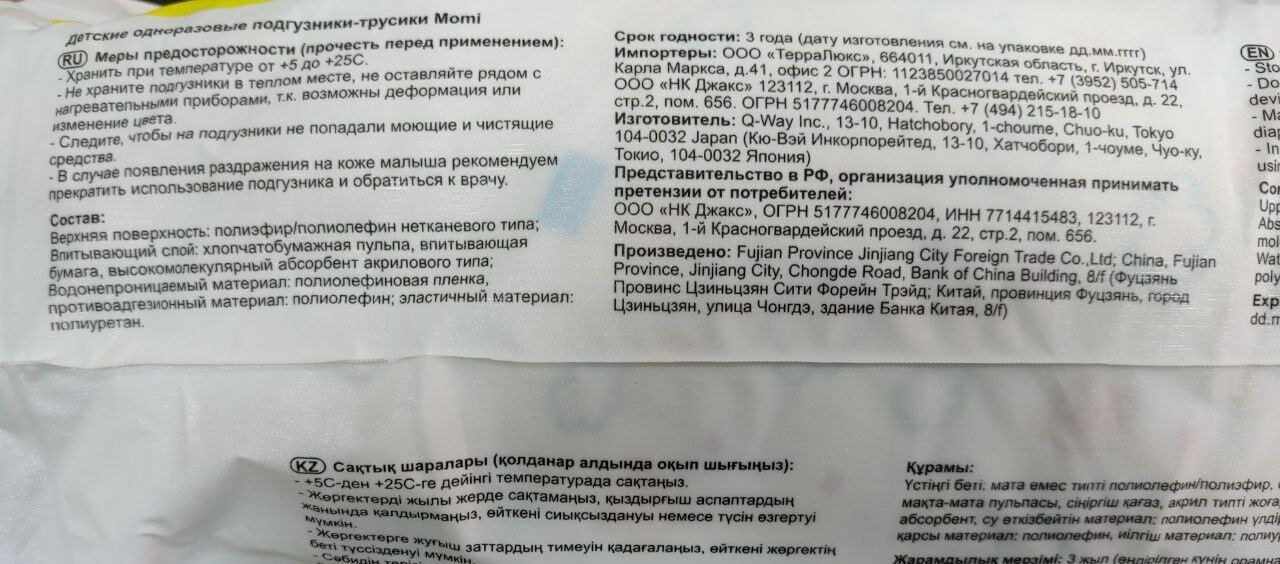 Детские одноразовые подгузники-трусики Momi
RU Меры предосторожности (прочесть перед применением):
- Хранить при температуре от +5 до +25С.
- Не храните подгузники в теплом месте, не оставляйте рядом с
нагревательными приборами, т.к. возможны деформация или
изменение цвета.
- Следите, чтобы на подгузники не попадали моющие и чистящие
средства.
- В случае появления раздражения на коже малыша рекомендуем
прекратить использование подгузника и обратиться к врачу.
Состав:
Верхняя поверхность: полиэфир/полиолефин нетканевого типа;
Впитывающий слой: хлопчатобумажная пульпа, впитывающая
бумага, высокомолекулярный абсорбент акрилового типа;
Водонепроницаемый материал: полиолефиновая пленка,
противоадгезионный материал: полиолефин; эластичный материал:
полиуретан.
Срок годности: 3 года (дату изготовления см. на упаковке дд.мм.гггг)
Импортеры: ООО «ТерраЛюкс», 664011, Иркутская область, г. Иркутск, ул.
Карла Маркса, д.41, офис 2 ОГРН: 1123850027014 тел. +7 (3952) 505-714
ООО «НК Джакс» 123112, г. Москва, 1-й Красногвардейский проезд, д. 22,
стр.2, пом. 656. ОГРН 5177746008204. Тел. +7 (494) 215-18-10
Изготовитель: Q-Way Inc., 13-10, Hatchobory, 1-choume, Chuo-ku, Tokyo
104-0032 Japan (Кю-Вэй Инкорпорейтед, 13-10, Хатчобори, 1-чоуме, Чуо-ку,
Токио, 104-0032 Япония)
Представительство в РФ, организация уполномоченная принимать
претензии от потребителей:
ООО «НК Джакс», ОГРН 5177746008204, ИНН 7714415483, 123112, г.
Москва, 1-й Красногвардейский проезд, д. 22, стр.2, пом. 656.
Произведено: Fujian Province Jinjiang City Foreign Trade Co.,Ltd; China, Fujian
Province, Jinjiang City, Chongde Road, Bank of China Building, 8/f (Фуцзянь
Провинс Цзиньцзян Сити Форейн Трэйд; Китай, провинция Фуцзянь, город
Цзиньцзян, улица Чонгдэ, здание Банка Китая, 8/f)
EN
KZ Сақтық шаралары (қолданар алдында оқып шығыңыз):
- +5С-ден +25С-ге дейінгі температурада сақтаңыз.
- Жөргектерді жылы жерде сақтамаңыз, қыздырғыш аспаптардың
жанында қалдырмаңыз, өйткені сиықсыздануы немесе түсін өзгертуі
мүмкін.
- Жөргектерге жуғыш заттардың тимеуін қадағалаңыз, өйткені жөргектің
беті түссізденуі мүмкін.
- Сәбидің
Құрамы:
Үстіңгі беті: мата емес типті полиолефин/полиэфир,
мақта-мата пульпасы, сіңіргіш қағаз, акрил типті
абсорбент, су өткізбейтін материал: полиолефин
қарсы материал: полиолефин, иілгіш материал:
Жарамдылық мерзімі: 3 жыл (өндірілген күнін